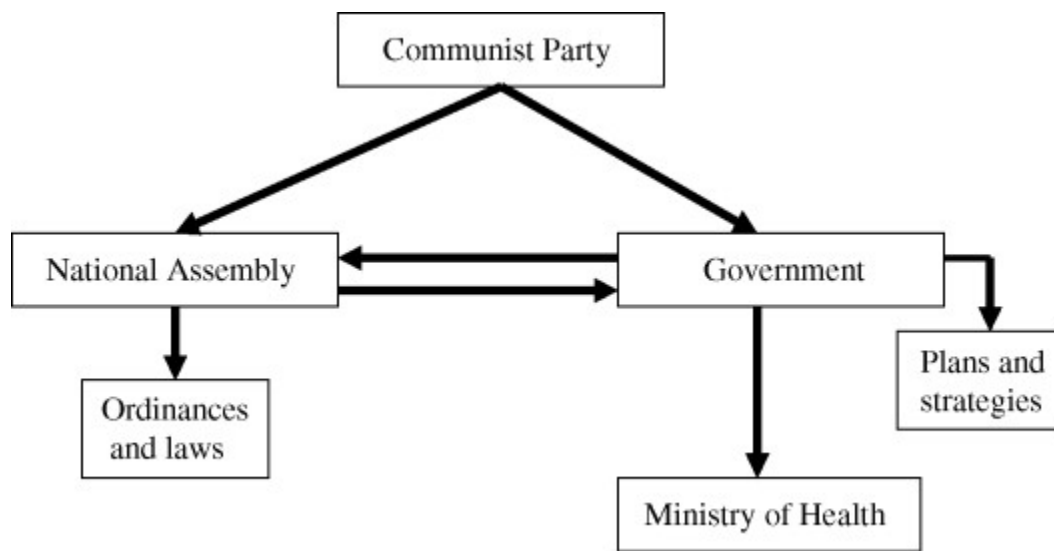 Communist Party
National Assembly
Government
Plans and
strategies
Ordinances
and laws
Ministry of Health